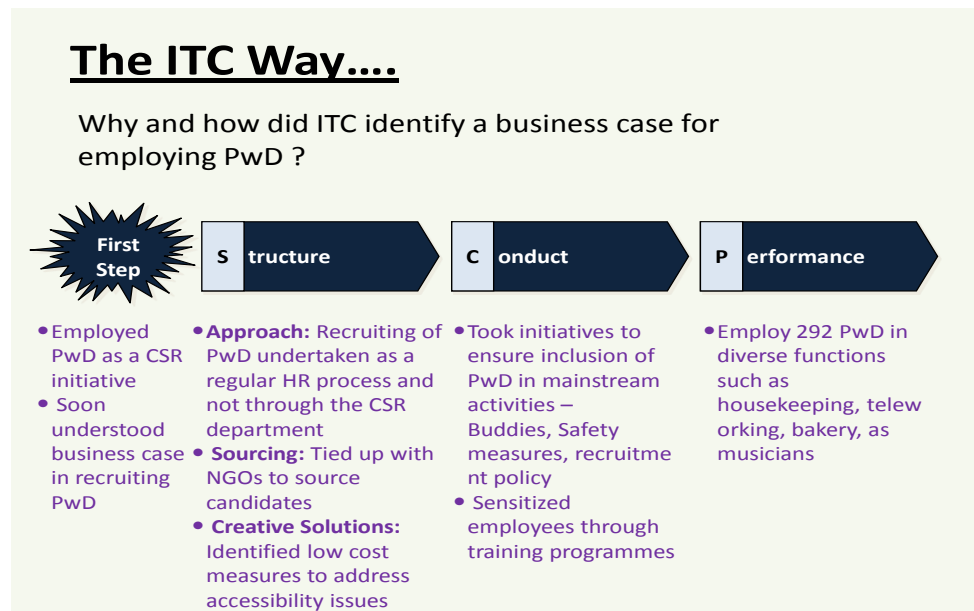 The ITC Way....
Why and how did ITC identify a business case for
employing PwD ?
First
Step
S tructure
C onduct
P erformance
• Employed
PwD as a CSR
initiative
• Soon
understood
business case
in recruiting
PwD
• Approach: Recruiting of
PwD undertaken as a
regular HR process and
not through the CSR
department
• Sourcing: Tied up with
NGOs to source
candidates
• Creative Solutions:
Identified low cost
measures to address
accessibility issues
• Took initiatives to
ensure inclusion of
PwD in mainstream
activities –
Buddies, Safety
measures, recruitme
nt policy
• Sensitized
employees through
training programmes
• Employ 292 PwD in
diverse functions
such as
housekeeping, telew
orking, bakery, as
musicians